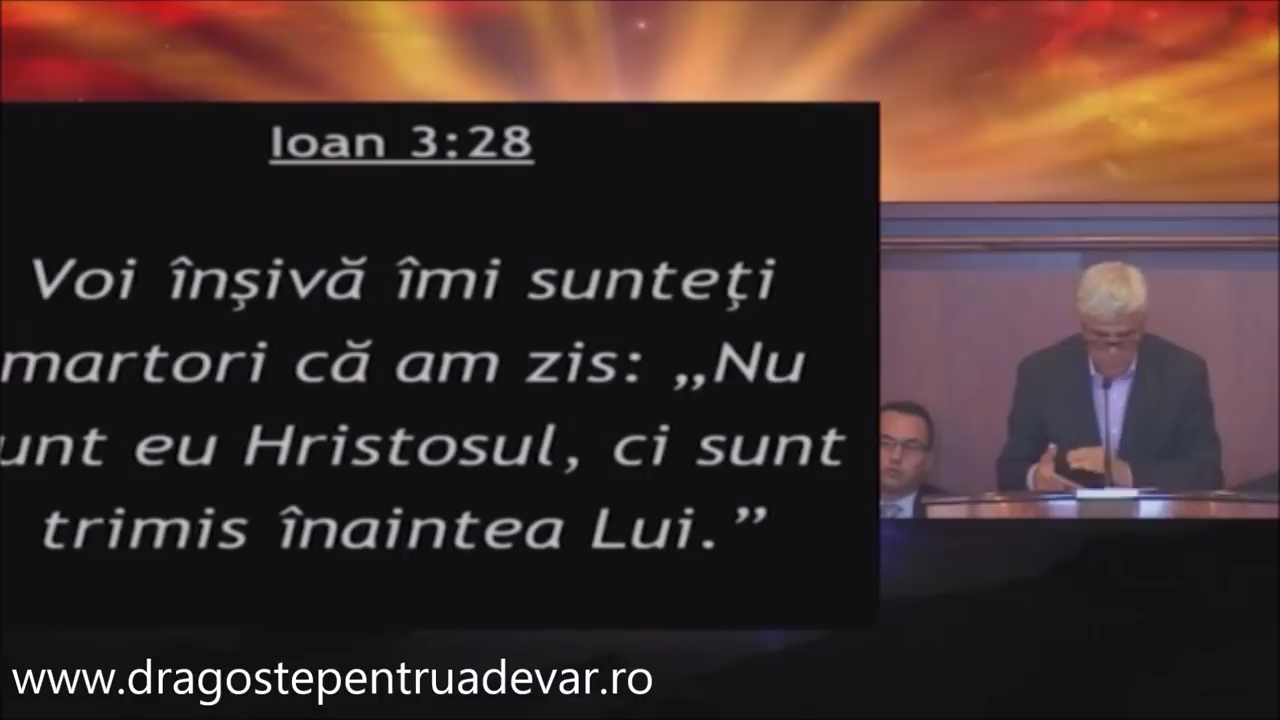 Ioan 3:28
Voi înşivă îmi sunteţi
martori că am zis: „Nu
unt eu Hristosul, ci sunt
trimis înaintea Lui.”
www.dragostepentruadevar.ro